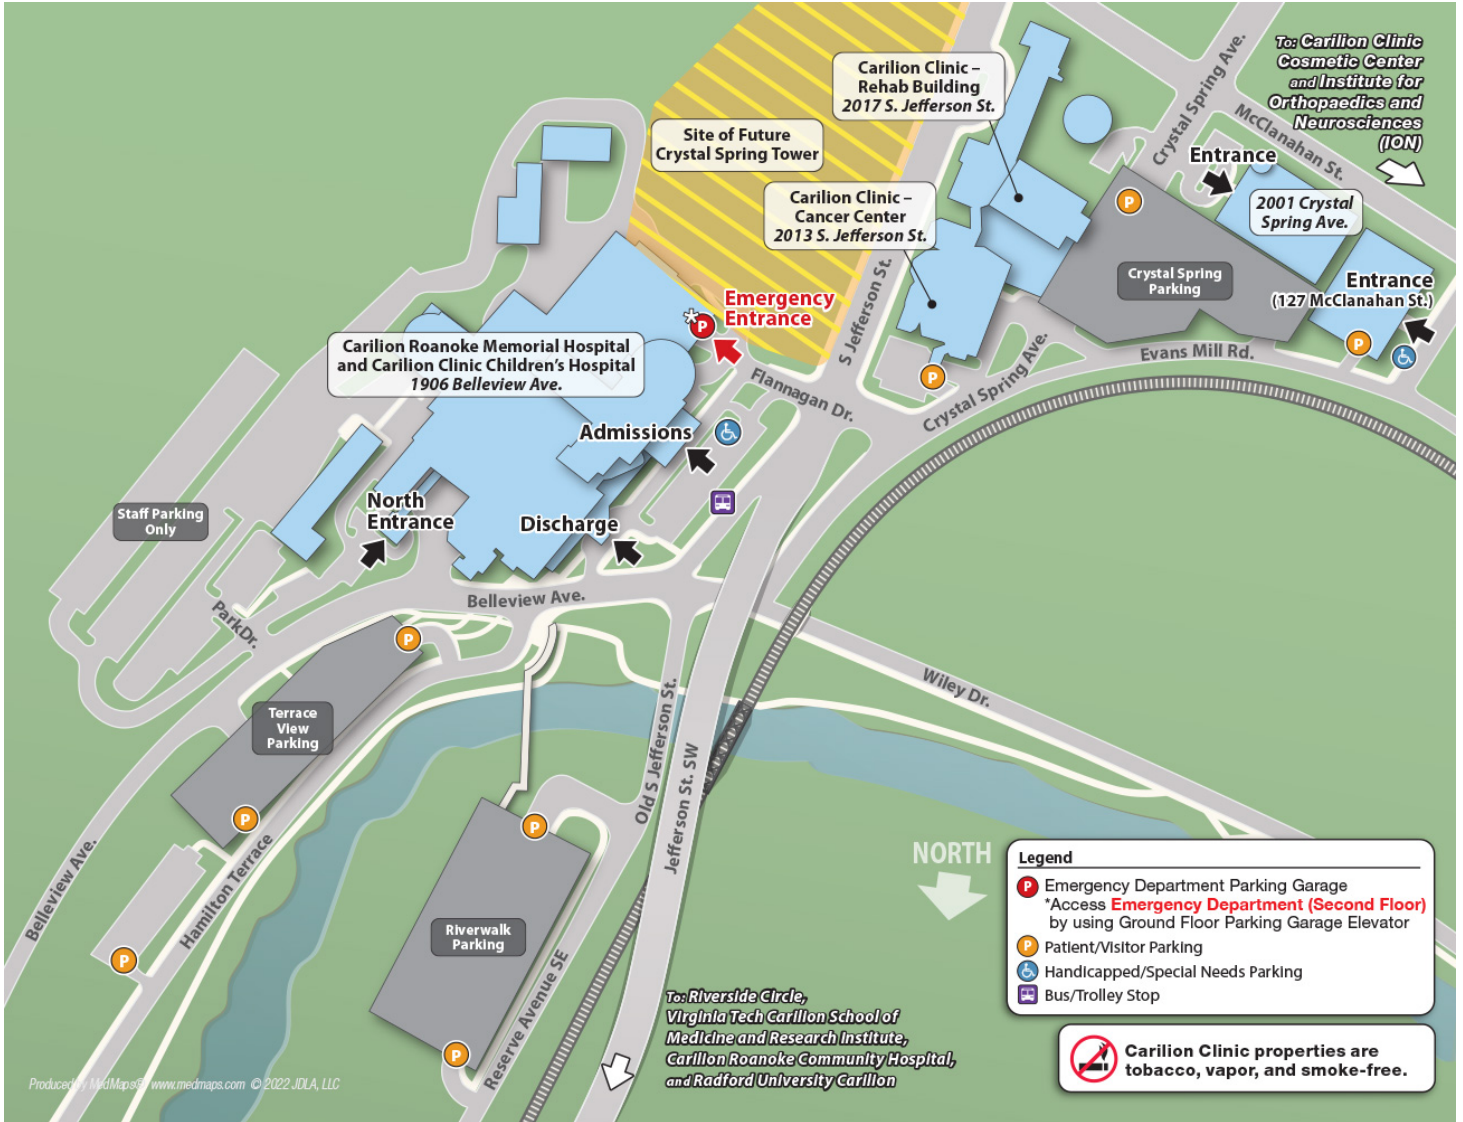 To: Carilion Clinic
Cosmetic Center
and Institute for
Orthopaedics and
Neurosciences
(ION)
Crystal Spring Ave.
McClanahan St.
Carilion Clinic –
Rehab Building
2017 S. Jefferson St.
Site of Future
Crystal Spring Tower
Entrance
P
2001 Crystal
Spring Ave.
Carilion Clinic –
Cancer Center
2013 S. Jefferson St.
Crystal Spring
Parking
Entrance
(127 McClanahan St.)
S Jefferson St.
Emergency
Entrance
*
P
P
Carilion Roanoke Memorial Hospital
and Carilion Clinic Children's Hospital
1906 Belleview Ave.
Evans Mill Rd.
P
Flannagan Dr.
Crystal Spring Ave.
Admissions
North
Entrance
Staff Parking
Only
Discharge
Belleview Ave.
Park Dr.
P
Wiley Dr.
Terrace
View
Parking
Old S Jefferson St.
Jefferson St. SW
P
P
Belleview Ave.
Hamilton Terrace
Riverwalk
Parking
P
P
Reserve Avenue SE
NORTH
Legend
P Emergency Department Parking Garage
*Access Emergency Department (Second Floor)
by using Ground Floor Parking Garage Elevator
P Patient/Visitor Parking
Handicapped/Special Needs Parking
Bus/Trolley Stop
To: Riverside Circle,
Virginia Tech Carilion School of
Medicine and Research Institute,
Carilion Roanoke Community Hospital,
and Radford University Carilion
Carilion Clinic properties are
tobacco, vapor, and smoke-free.
Produced by MedMaps® www.medmaps.com © 2022 JDLA, LLC